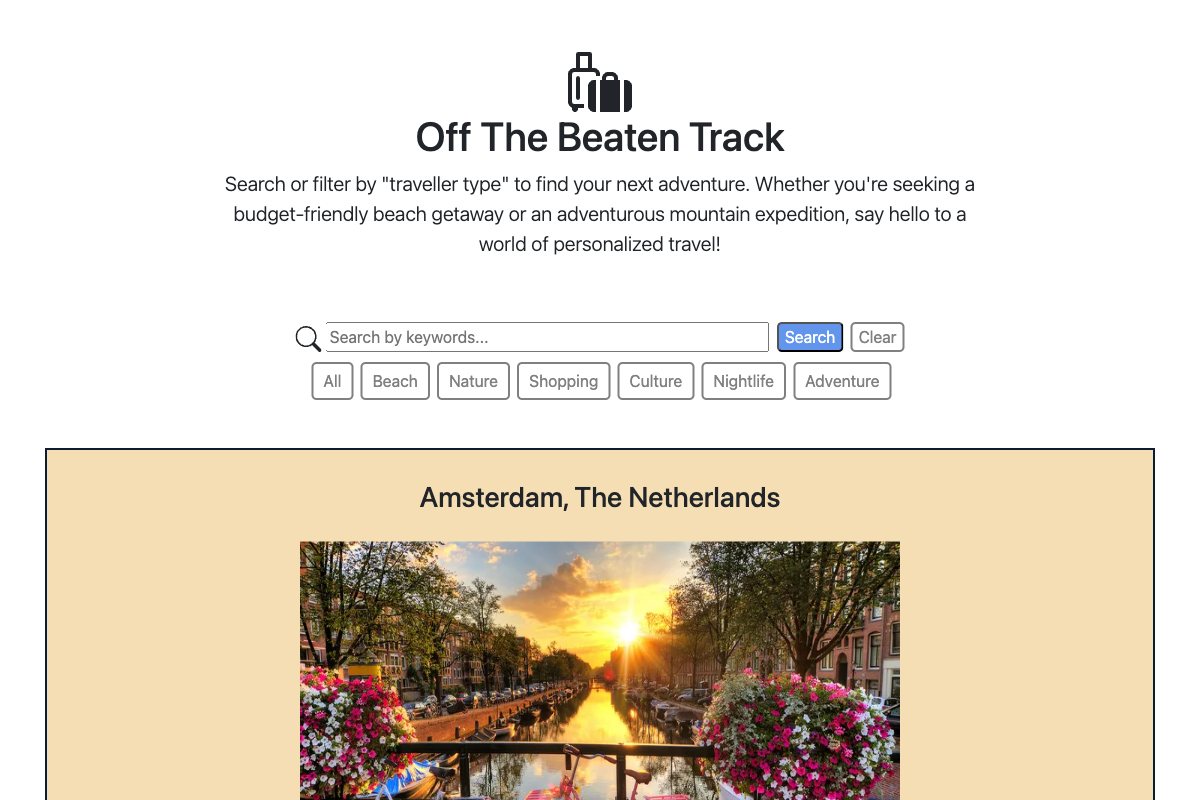 Off The Beaten Track
Search or filter by "traveller type" to find your next adventure. Whether you're seeking a
budget-friendly beach getaway or an adventurous mountain expedition, say hello to a
world of personalized travel!
Search by keywords... Search Clear
All Beach Nature Shopping Culture Nightlife Adventure
Amsterdam, The Netherlands